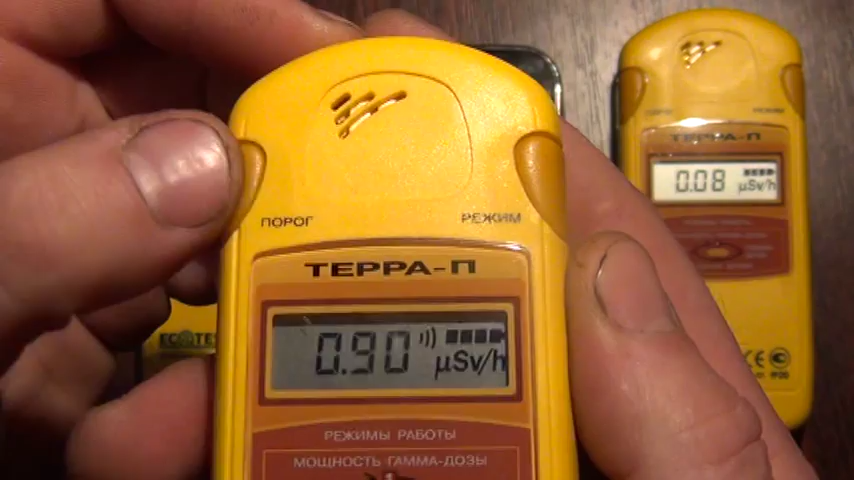 ПОРОГ РЕЖИМ
ТЕРРА-П
0.90 µSv/h
РЕЖИМЫ РАБОТЫ
МОЩНОСТЬ ГАММА-ДОЗЫ
ТЕРРА-П
0.08 µSv/h